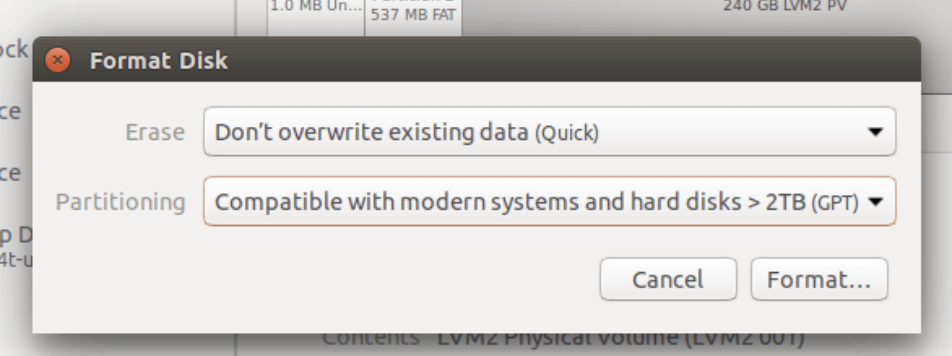 1.0 MB Un...
537 MB FAT
240 GB LVM2 PV
ock
Format Disk
ce
Erase
Don't overwrite existing data (Quick)
ce
Partitioning
Compatible with modern systems and hard disks > 2TB (GPT)
p D
4t-u
Cancel
Format...
Contents LVM2 Physical Volume (LVM2 001)